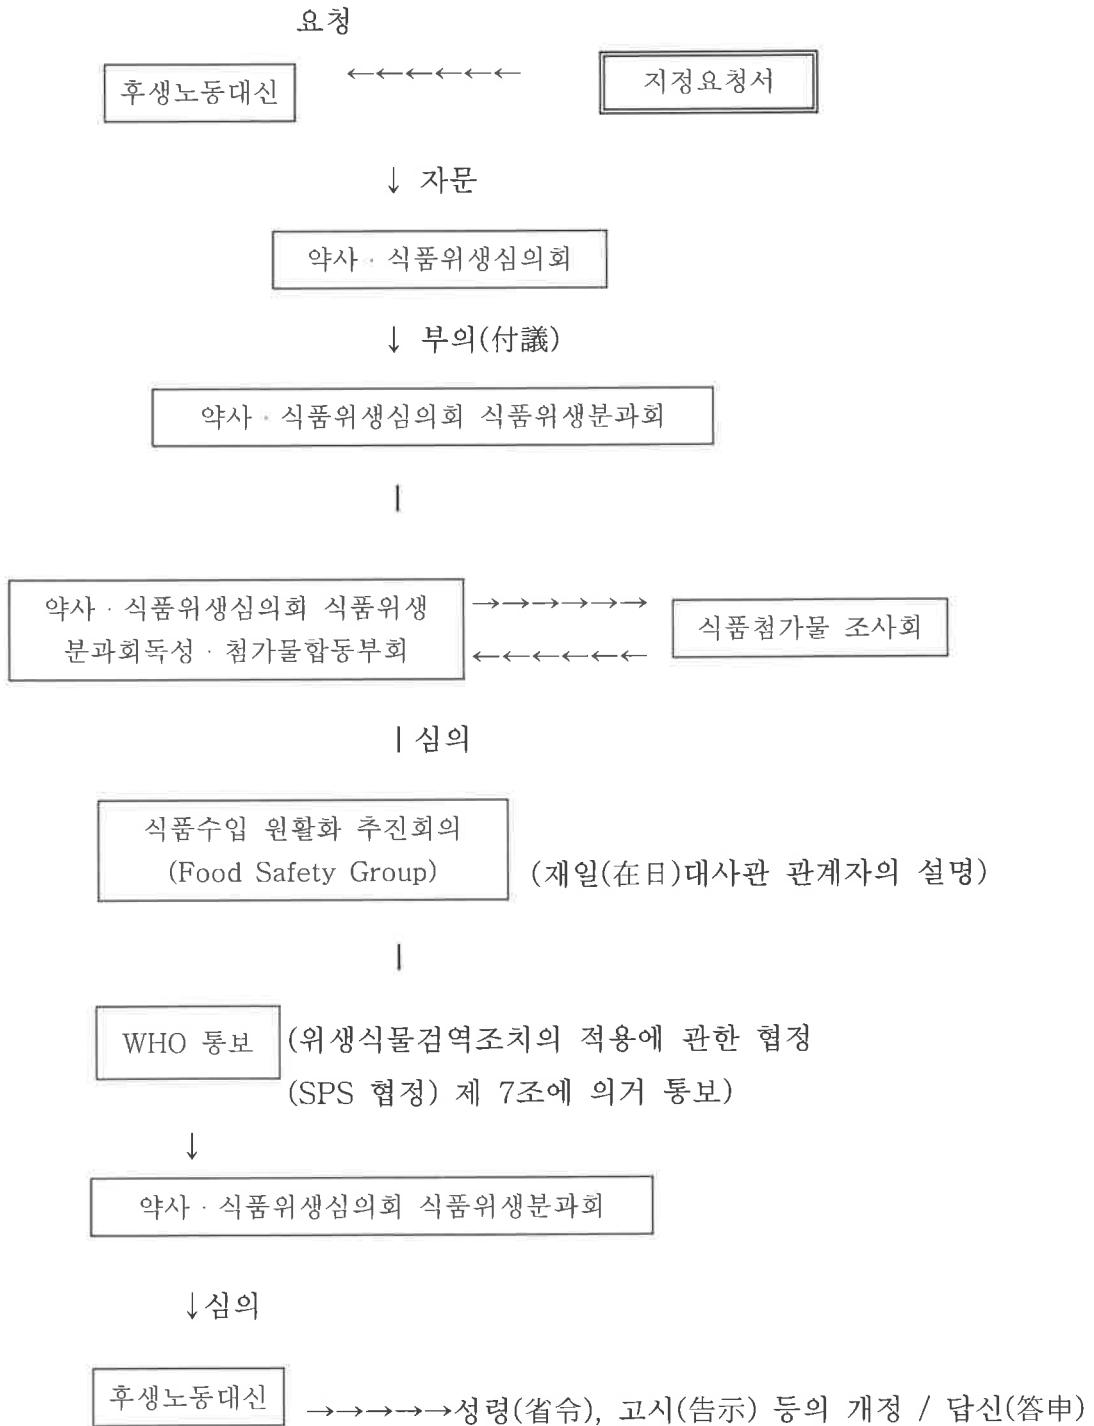 요청
후생노동대신 ←←←←←← 지정요청서
↓ 자문
약사 · 식품위생심의회
↓ 부의(付議)
약사 · 식품위생심의회 식품위생분과회
|
약사 · 식품위생심의회 식품위생
분과회독성 · 첨가물합동부회
→→→→→→
←←←←←←
식품첨가물 조사회
| 심의
식품수입 원활화 추진회의
(Food Safety Group) (재일(在日)대사관 관계자의 설명)
|
WHO 통보 (위생식물검역조치의 적용에 관한 협정
(SPS 협정) 제 7조에 의거 통보)
↓
약사 · 식품위생심의회 식품위생분과회
↓심의
후생노동대신 →→→→→성령(省令), 고시(告示) 등의 개정 / 답신(答申)